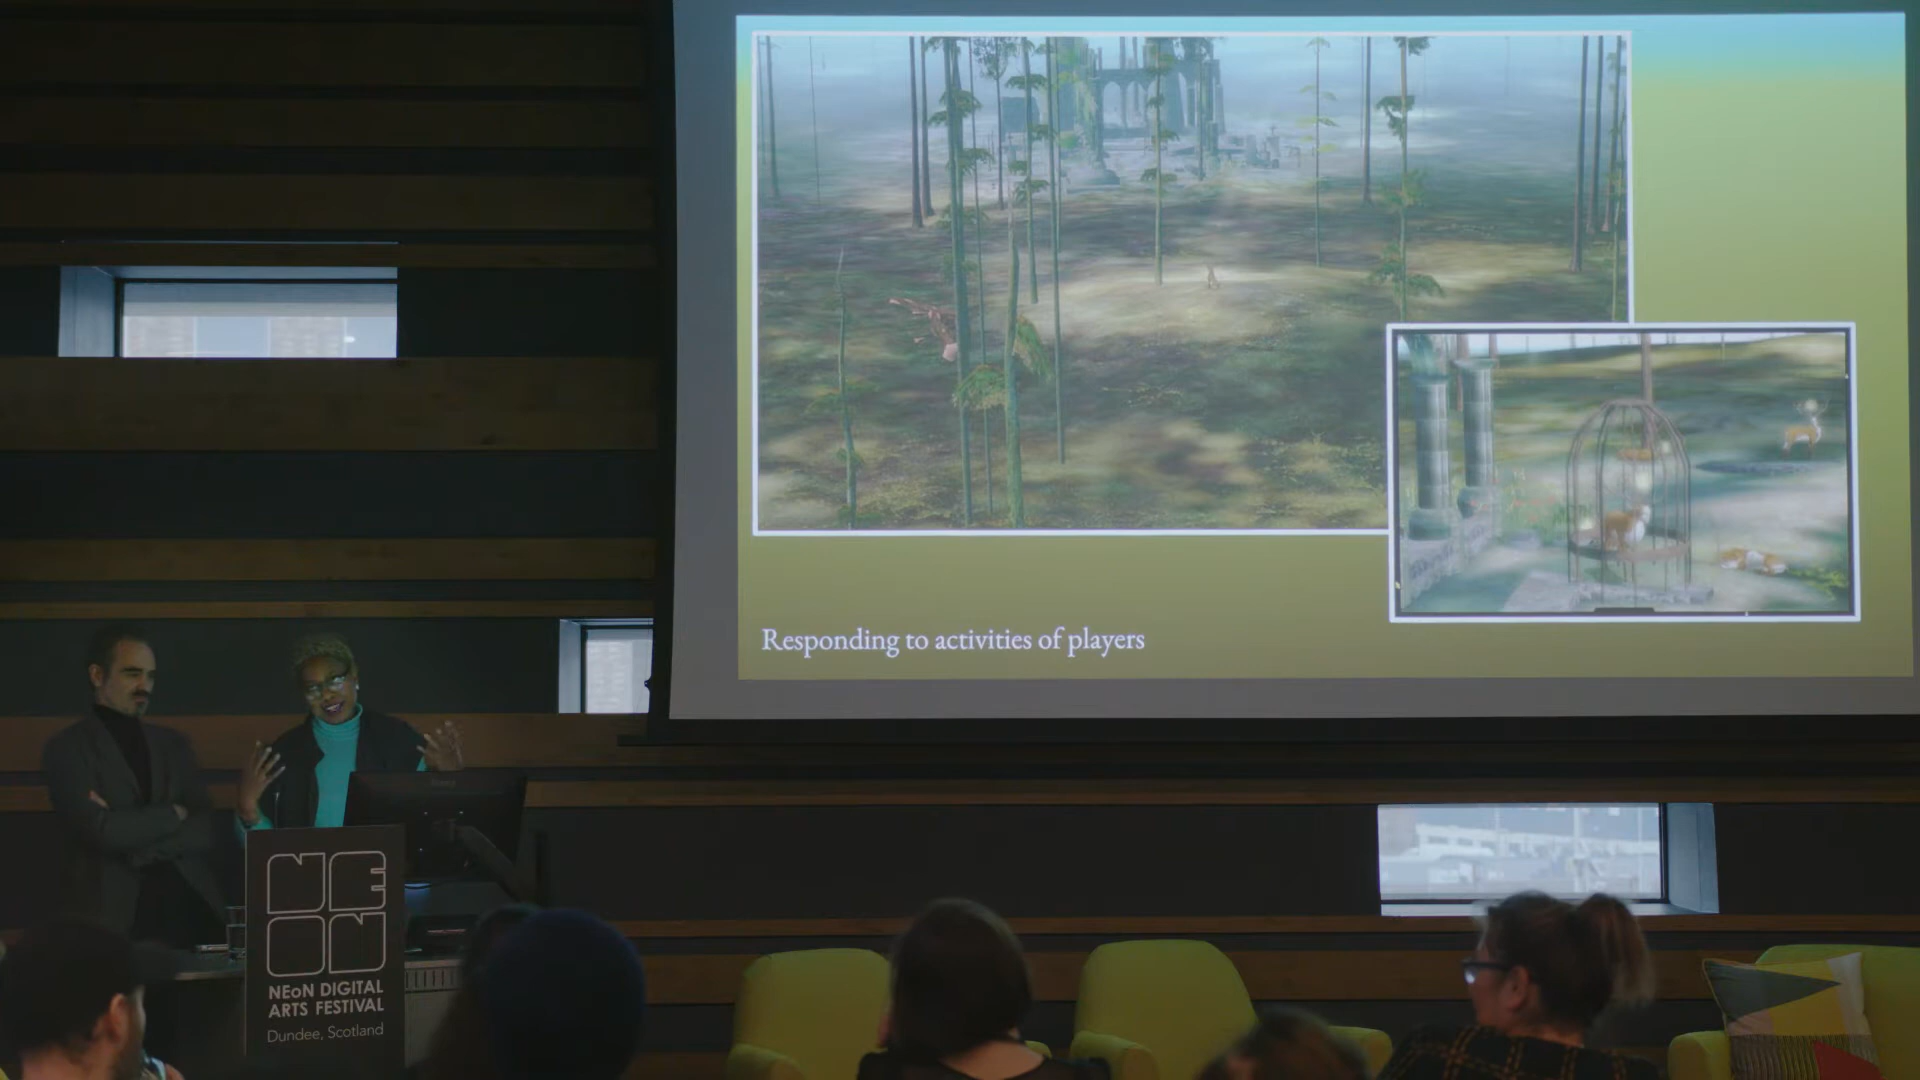 Responding to activities of players
NE
ON
NEoN DIGITAL
ARTS FESTIVAL
Dundee, Scotland